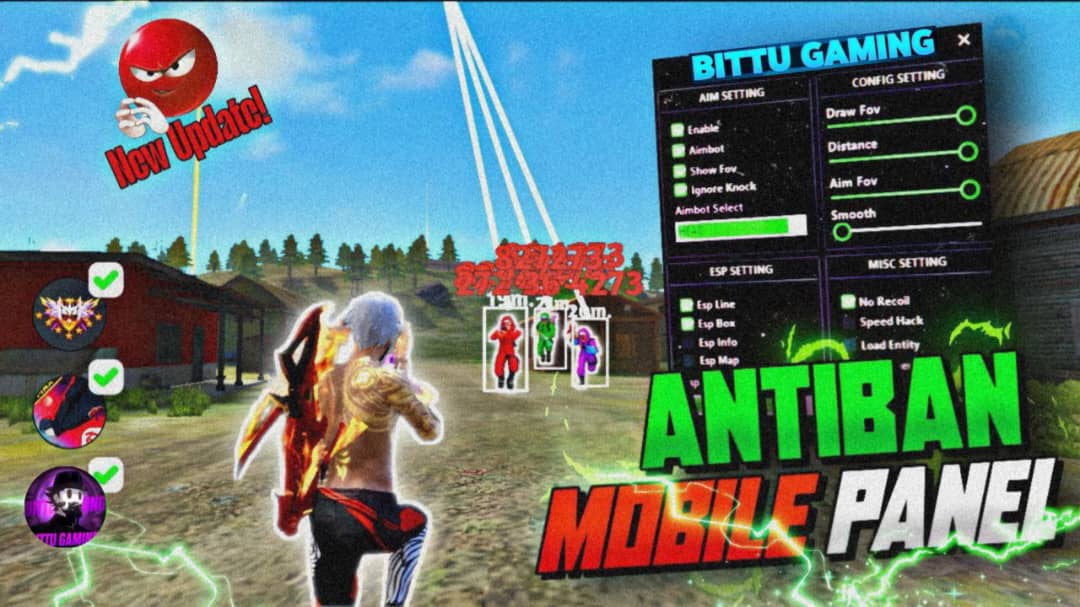 New Update!
BITTU GAMING
AIM SETTING
Enable
Aimbot
Show Fov
Ignore Knock
Aimbot Select
CONFIG SETTING
Draw Fov
Distance
Aim Fov
Smooth
ESP SETTING
Esp Line
Esp Box
Esp Info
Esp Map
MISC SETTING
No Recoil
Speed Hack
Load Entity
ANTIBAN
MOBILE PANEL